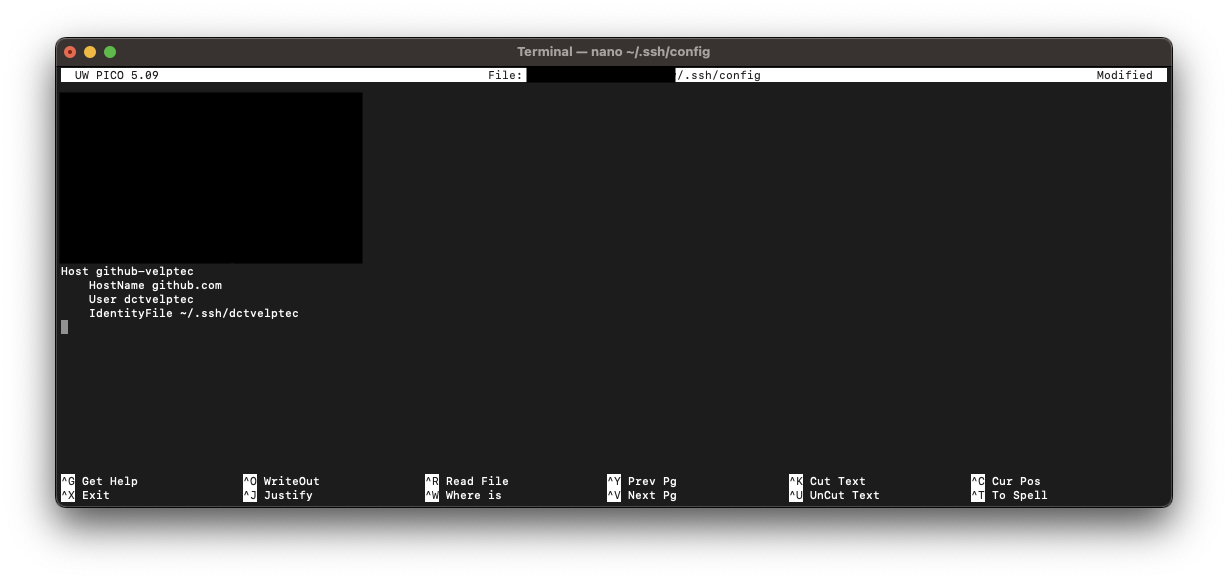 Terminal — nano ~/.ssh/config
UW PICO 5.09 File: /.ssh/config Modified
Host github-velptec
    HostName github.com
    User dctvelptec
    IdentityFile ~/.ssh/dctvelptec
^G Get Help ^O WriteOut ^R Read File ^Y Prev Pg ^K Cut Text ^C Cur Pos
^X Exit ^J Justify ^W Where is ^V Next Pg ^U UnCut Text ^T To Spell